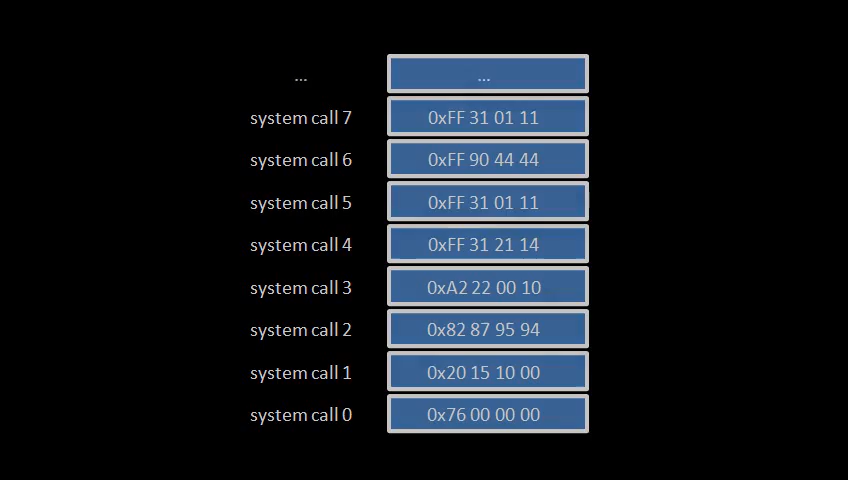 ... ...
system call 7 0xFF 31 01 11
system call 6 0xFF 90 44 44
system call 5 0xFF 31 01 11
system call 4 0xFF 31 21 14
system call 3 0xA2 22 00 10
system call 2 0x82 87 95 94
system call 1 0x20 15 10 00
system call 0 0x76 00 00 00